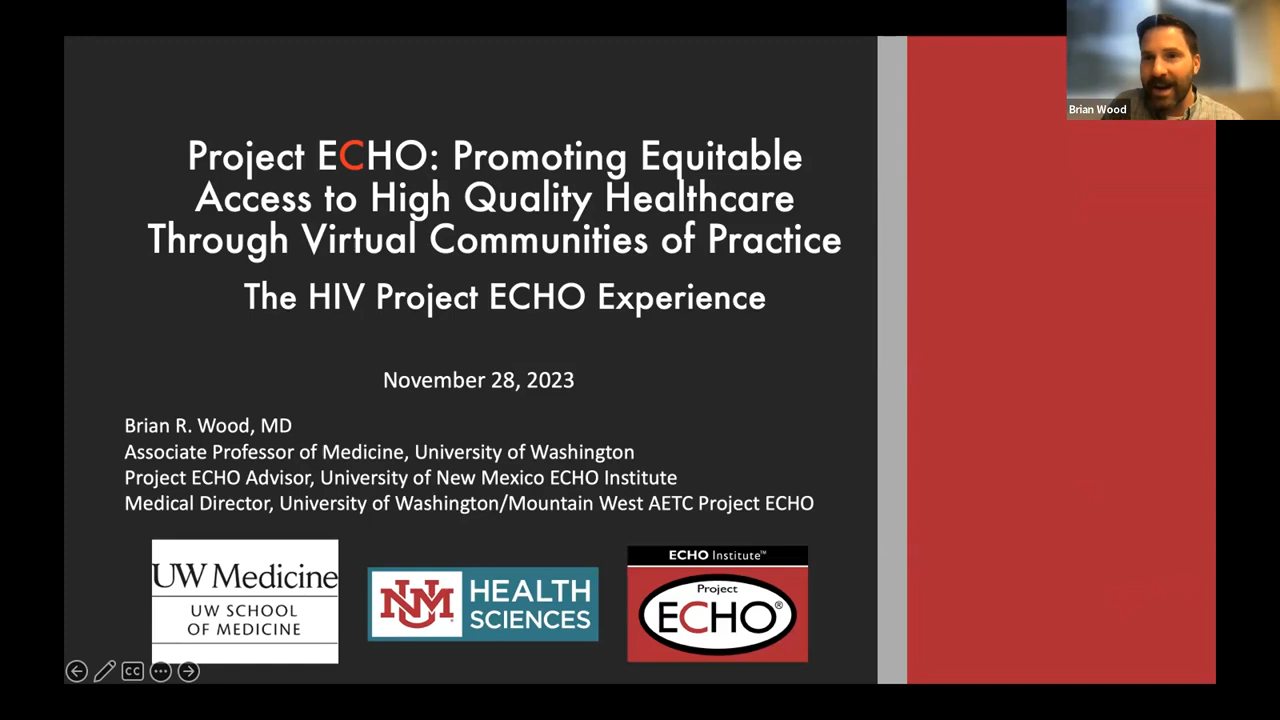 Brian Wood
Project ECHO: Promoting Equitable
Access to High Quality Healthcare
Through Virtual Communities of Practice
The HIV Project ECHO Experience
November 28, 2023
Brian R. Wood, MD
Associate Professor of Medicine, University of Washington
Project ECHO Advisor, University of New Mexico ECHO Institute
Medical Director, University of Washington/Mountain West AETC Project ECHO
UW Medicine
UW SCHOOL
OF MEDICINE
UNM
HEALTH
SCIENCES
ECHO Institute™
Project
ECHO®
CC